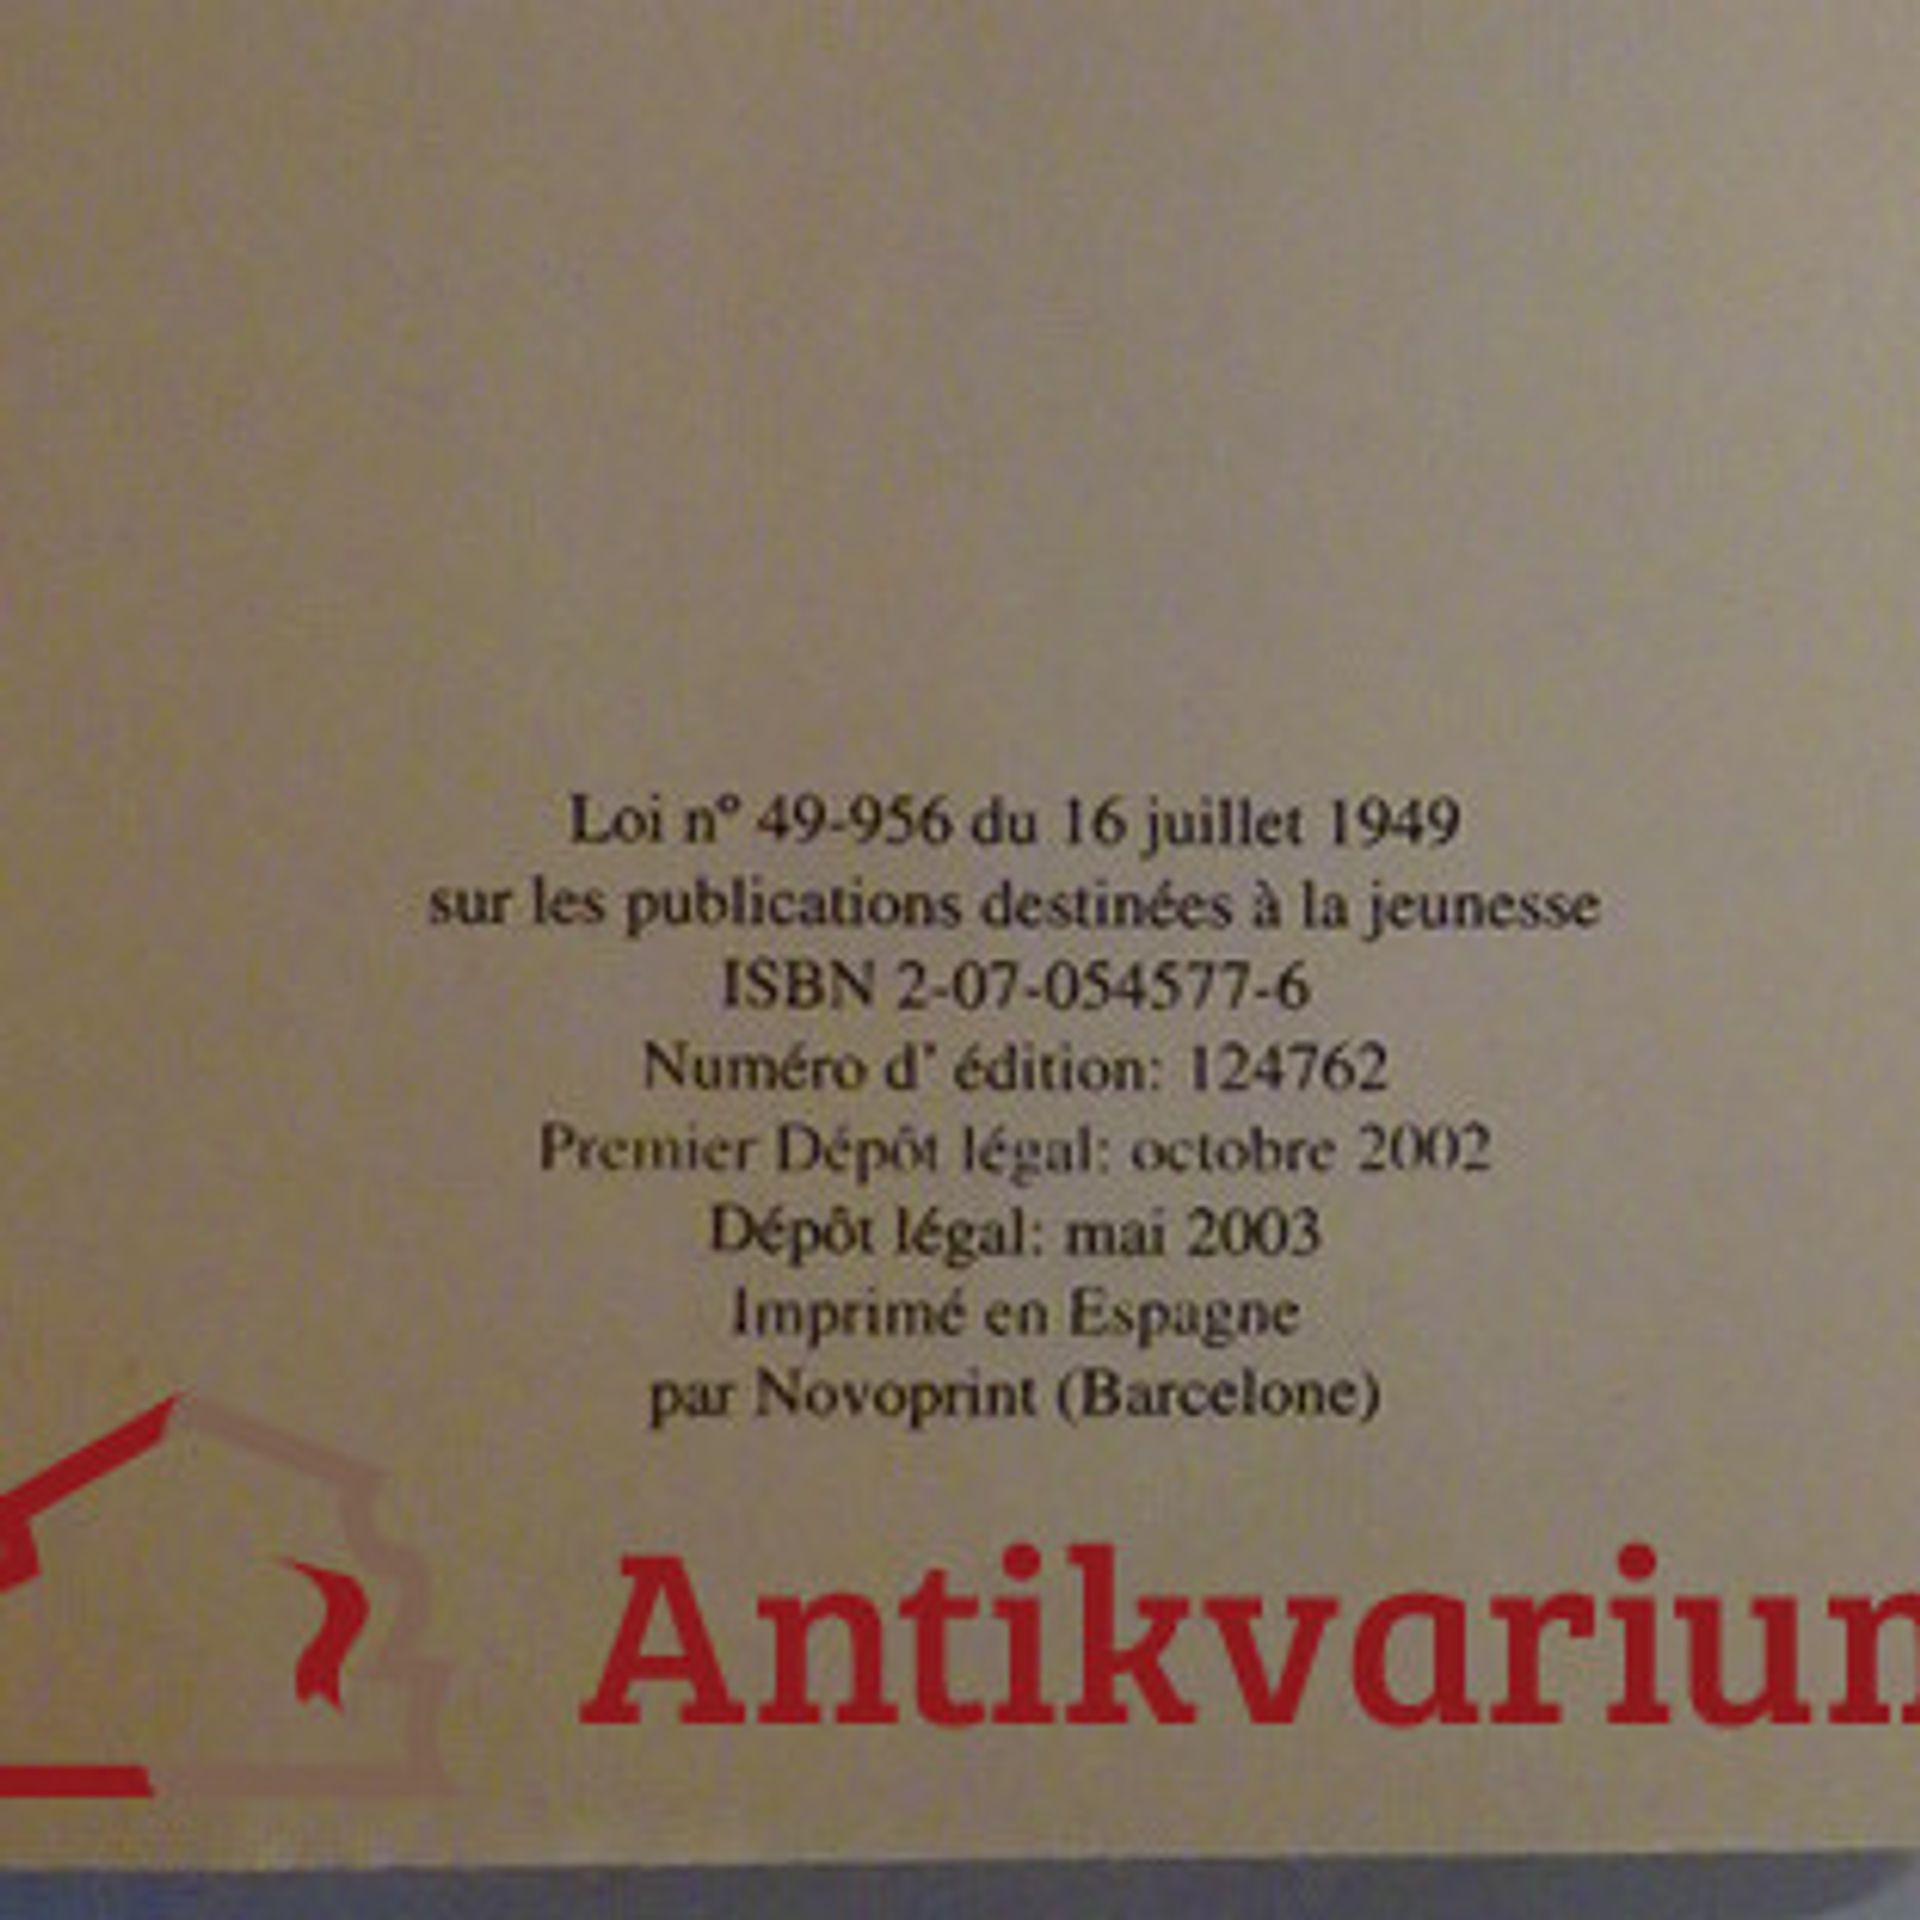 Loi nº 49-956 du 16 juillet 1949
sur les publications destinées à la jeunesse
ISBN 2-07-054577-6
Numéro d' édition: 124762
Premier Dépôt légal: octobre 2002
Dépôt légal: mai 2003
Imprimé en Espagne
par Novoprint (Barcelone)